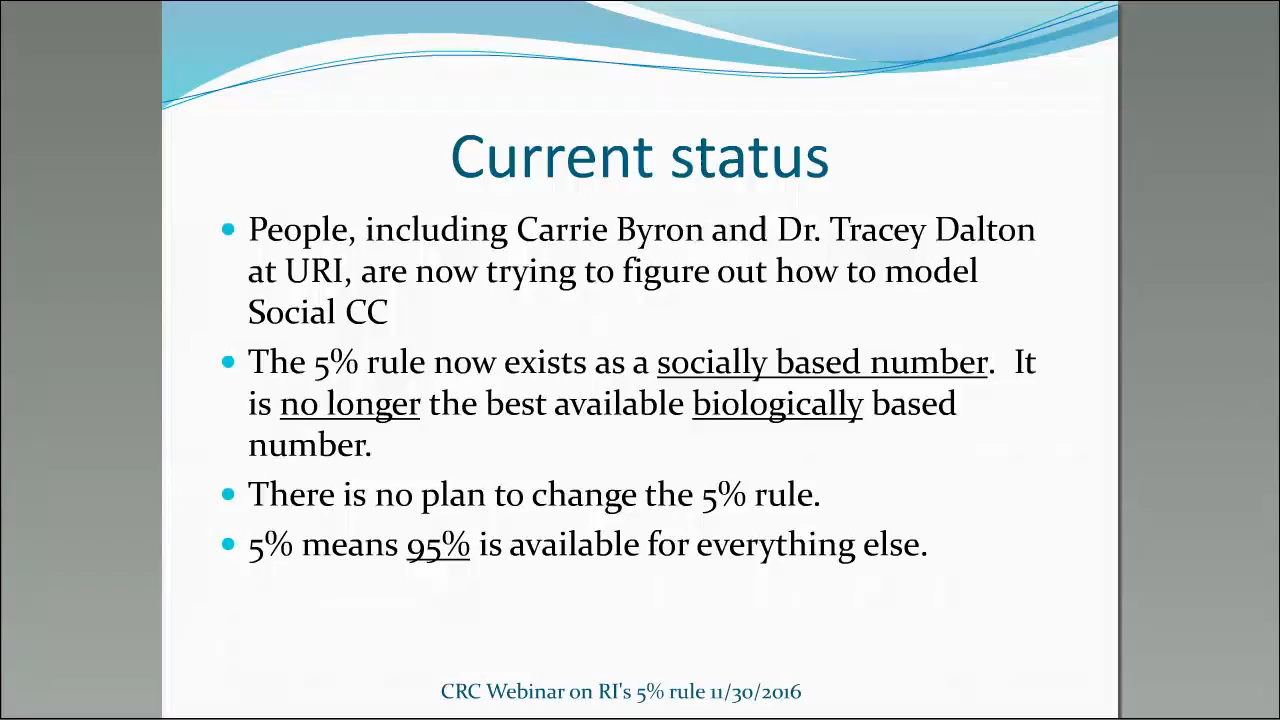 Current status
People, including Carrie Byron and Dr. Tracey Dalton
at URI, are now trying to figure out how to model
Social CC
The 5% rule now exists as a socially based number. It
is no longer the best available biologically based
number.
There is no plan to change the 5% rule.
5% means 95% is available for everything else.
CRC Webinar on RI's 5% rule 11/30/2016